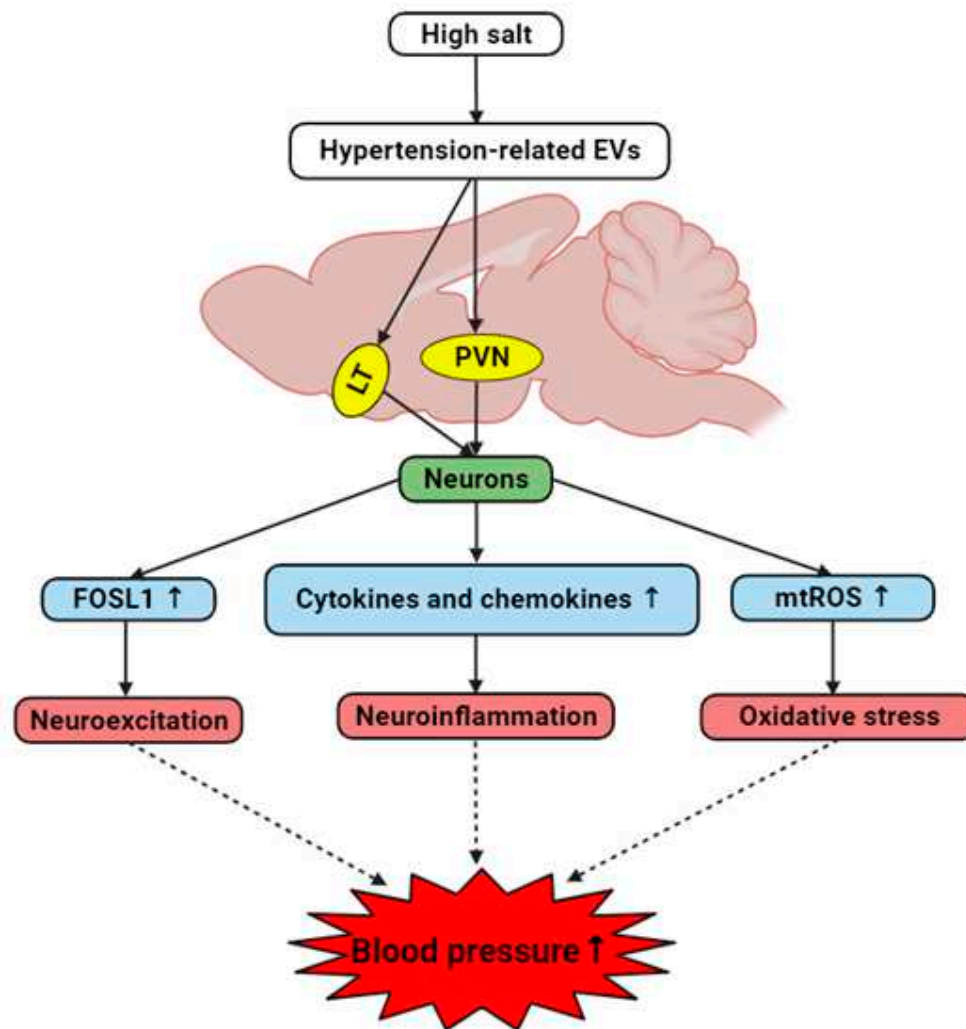 High salt
Hypertension-related EVs
LT
PVN
Neurons
FOSL1 ↑
Cytokines and chemokines ↑
mtROS ↑
Neuroexcitation
Neuroinflammation
Oxidative stress
Blood pressure ↑